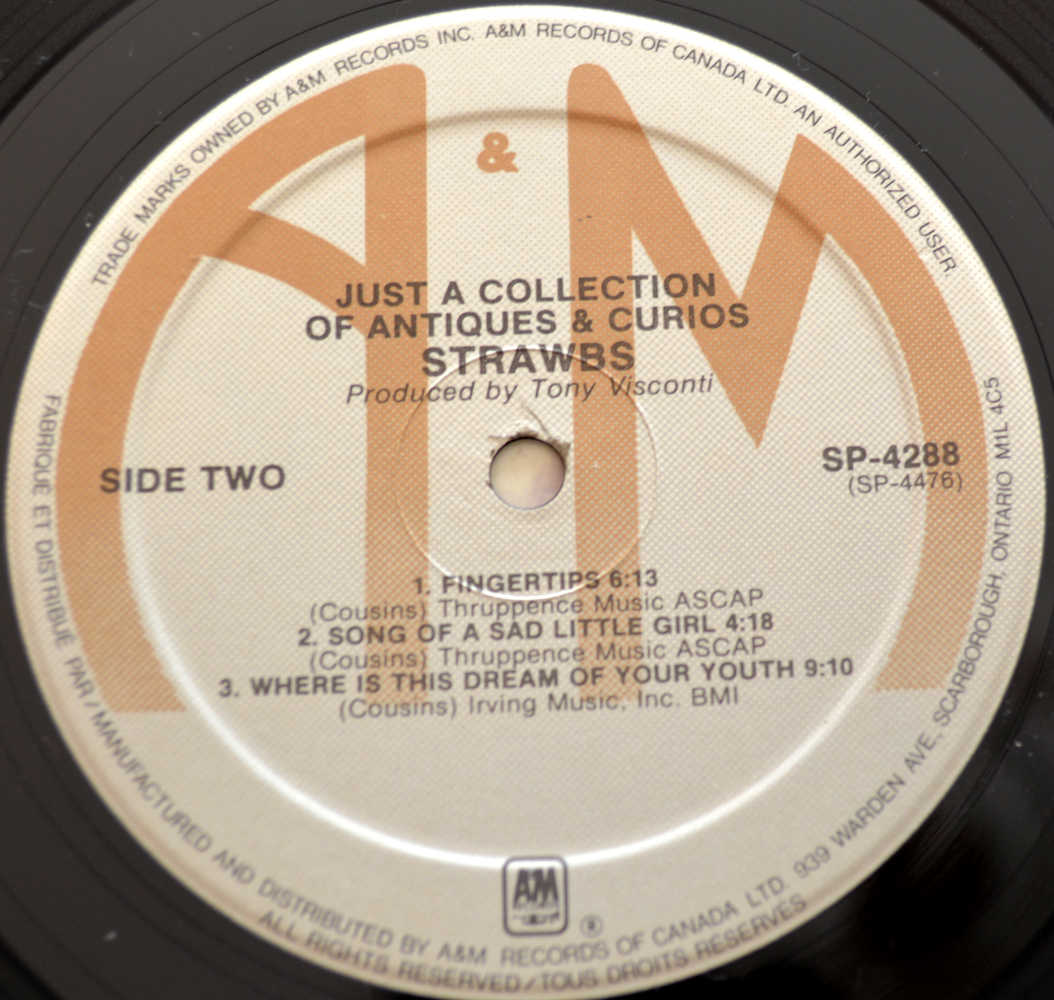 TRADE MARKS OWNED BY A&M RECORDS INC. A&M RECORDS OF CANADA LTD. AN AUTHORIZED USER.
A & M
JUST A COLLECTION
OF ANTIQUES & CURIOS
STRAWBS
Produced by Tony Visconti
SIDE TWO
SP-4288
(SP-4476)
1. FINGERTIPS 6:13
(Cousins) Thruppence Music ASCAP
2. SONG OF A SAD LITTLE GIRL 4:18
(Cousins) Thruppence Music ASCAP
3. WHERE IS THIS DREAM OF YOUR YOUTH 9:10
(Cousins) Irving Music, Inc. BMI
A&M
®
FABRIQUÉ ET DISTRIBUÉ PAR / MANUFACTURED AND DISTRIBUTED BY A&M RECORDS OF CANADA LTD. 939 WARDEN AVE., SCARBOROUGH, ONTARIO M1L 4C5
ALL RIGHTS RESERVED / TOUS DROITS RESERVÉS